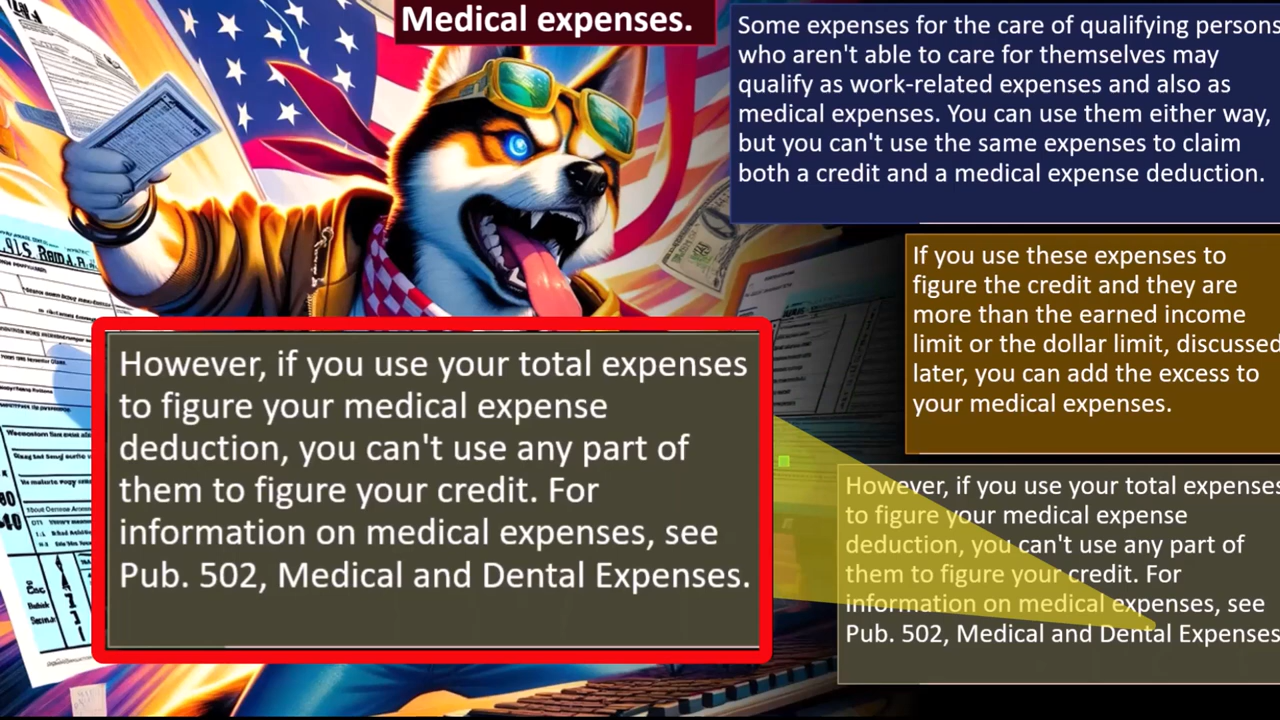 Medical expenses.
Some expenses for the care of qualifying persons
who aren't able to care for themselves may
qualify as work-related expenses and also as
medical expenses. You can use them either way,
but you can't use the same expenses to claim
both a credit and a medical expense deduction.
If you use these expenses to
figure the credit and they are
more than the earned income
limit or the dollar limit, discussed
later, you can add the excess to
your medical expenses.
However, if you use your total expenses
to figure your medical expense
deduction, you can't use any part of
them to figure your credit. For
information on medical expenses, see
Pub. 502, Medical and Dental Expenses.
However, if you use your total expenses
to figure your medical expense
deduction, you can't use any part of
them to figure your credit. For
information on medical expenses, see
Pub. 502, Medical and Dental Expenses